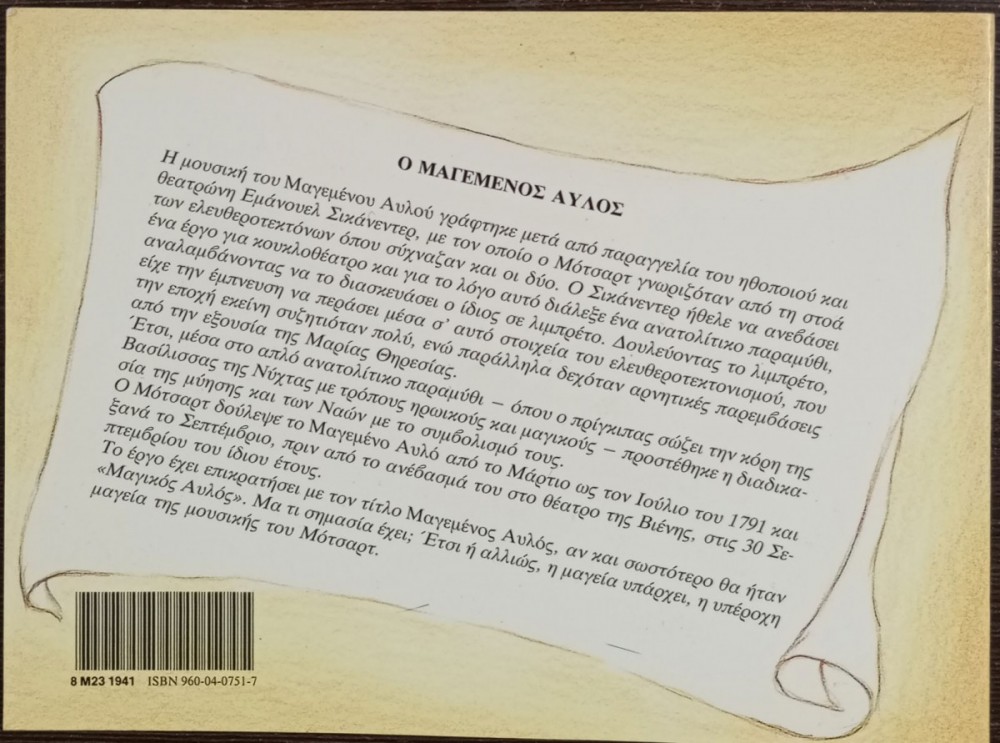 Ο ΜΑΓΕΜΕΝΟΣ ΑΥΛΟΣ
Η μουσική του Μαγεμένου Αυλού γράφτηκε μετά από παραγγελία του ηθοποιού και
θεατρώνη Εμάνουελ Σικάνεντερ, με τον οποίο ο Μότσαρτ γνωριζόταν από τη στοά
των ελευθεροτεκτόνων όπου σύχναζαν και οι δύο. Ο Σικάνεντερ ήθελε να ανεβάσει
ένα έργο για κουκλοθέατρο και για το λόγο αυτό διάλεξε ένα ανατολίτικο παραμύθι,
αναλαμβάνοντας να το διασκευάσει ο ίδιος σε λιμπρέτο. Δουλεύοντας το λιμπρέτο,
είχε την έμπνευση να περάσει μέσα σ' αυτό στοιχεία του ελευθεροτεκτονισμού, που
την εποχή εκείνη συζητιόταν πολύ, ενώ παράλληλα δεχόταν αρνητικές παρεμβάσεις
από την εξουσία της Μαρίας Θηρεσίας.
Έτσι, μέσα στο απλό ανατολίτικο παραμύθι – όπου ο πρίγκιπας σώζει την κόρη της
Βασίλισσας της Νύχτας με τρόπους ηρωικούς και μαγικούς – προστέθηκε η διαδικα-
σία της μύησης και των Ναών με το συμβολισμό τους.
Ο Μότσαρτ δούλεψε το Μαγεμένο Αυλό από το Μάρτιο ως τον Ιούλιο του 1791 και
ξανά το Σεπτέμβριο, πριν από το ανέβασμά του στο θέατρο της Βιένης, στις 30 Σε-
πτεμβρίου του ίδιου έτους.
Το έργο έχει επικρατήσει με τον τίτλο Μαγεμένος Αυλός, αν και σωστότερο θα ήταν
«Μαγικός Αυλός». Μα τι σημασία έχει; Έτσι ή αλλιώς, η μαγεία υπάρχει, η υπέροχη
μαγεία της μουσικής του Μότσαρτ.
8 M23 1941 ISBN 960-04-0751-7